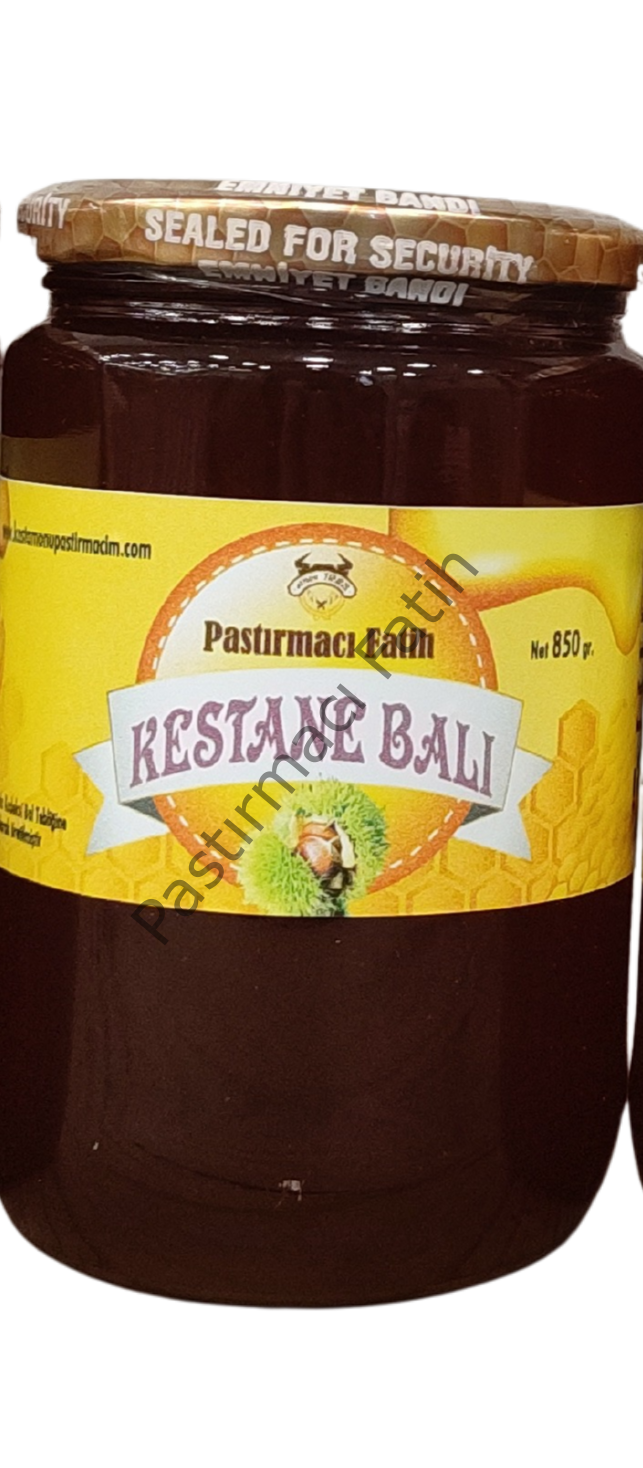 EMNİYET BANDI
SEALED FOR SECURITY
EMNİYET BANDI
www.kastamonupastirmacim.com
Pastırmacı Fatih
Net 850 gr.
KESTANE BALI
Pastırmacı Fatih